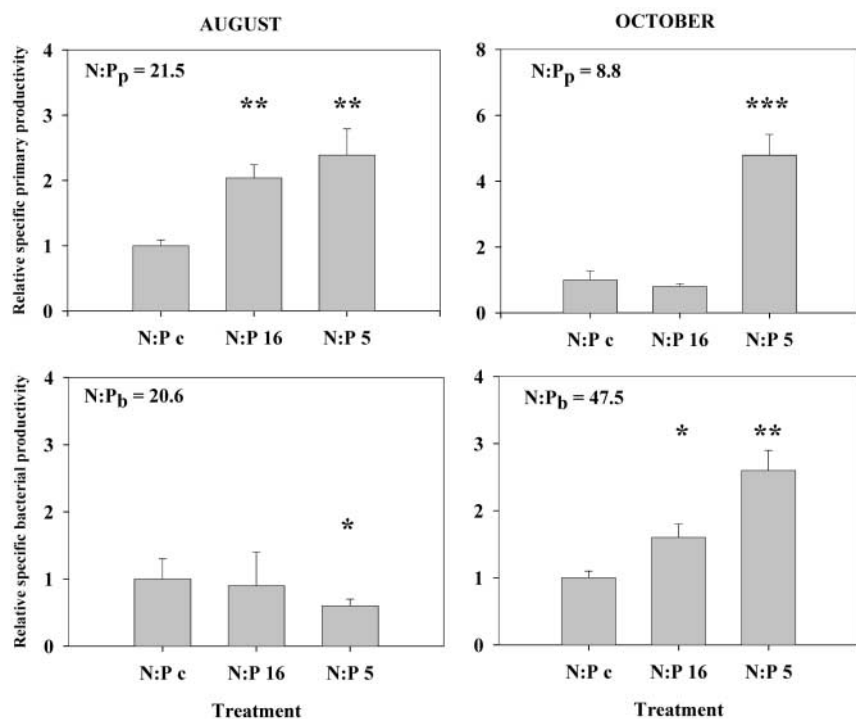 AUGUST
OCTOBER
Relative specific primary productivity
4
3
2
1
0
N:Pp = 21.5
**
**
N:P c
N:P 16
N:P 5
8
6
4
2
0
N:Pp = 8.8
***
N:P c
N:P 16
N:P 5
Relative specific bacterial productivity
4
3
2
1
0
N:Pb = 20.6
*
N:P c
N:P 16
N:P 5
Treatment
4
3
2
1
0
N:Pb = 47.5
*
**
N:P c
N:P 16
N:P 5
Treatment